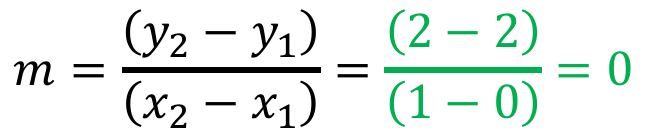 m = (y₂ − y₁) / (x₂ − x₁) = (2 − 2) / (1 − 0) = 0